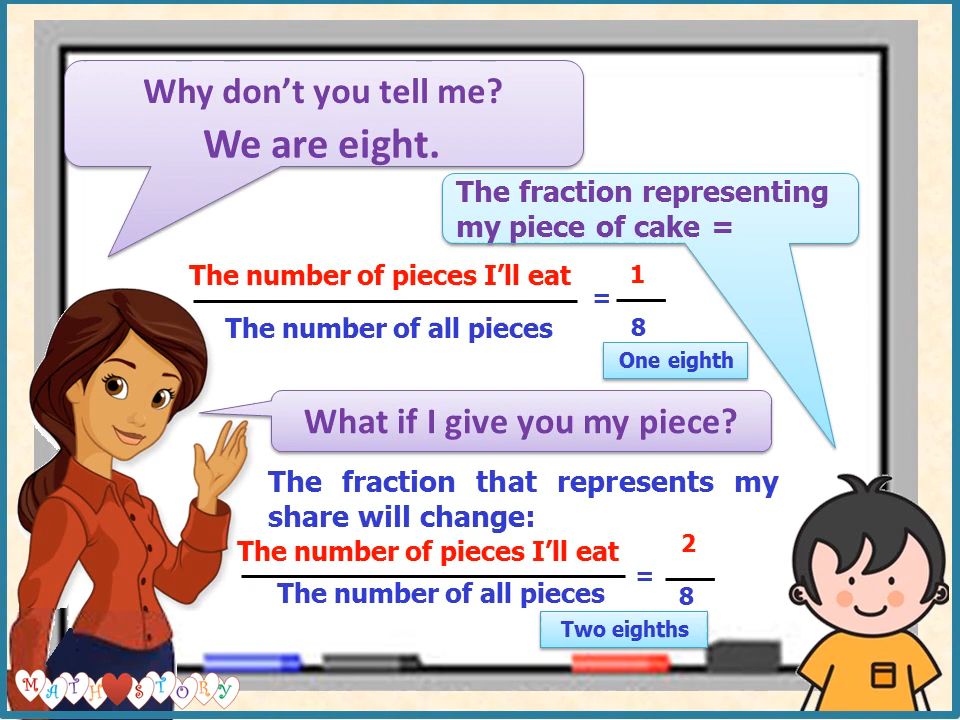 Why don’t you tell me?
We are eight.
The fraction representing
my piece of cake =
The number of pieces I’ll eat
The number of all pieces
=
1
8
One eighth
What if I give you my piece?
The fraction that represents my
share will change:
The number of pieces I’ll eat
The number of all pieces
=
2
8
Two eighths
MATH STORY